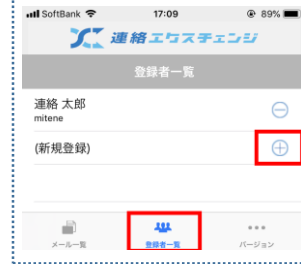 SoftBank 17:09 89%
連絡エクスチェンジ
登録者一覧
連絡 太郎
mitene
(新規登録)
メール一覧 登録者一覧 バージョン